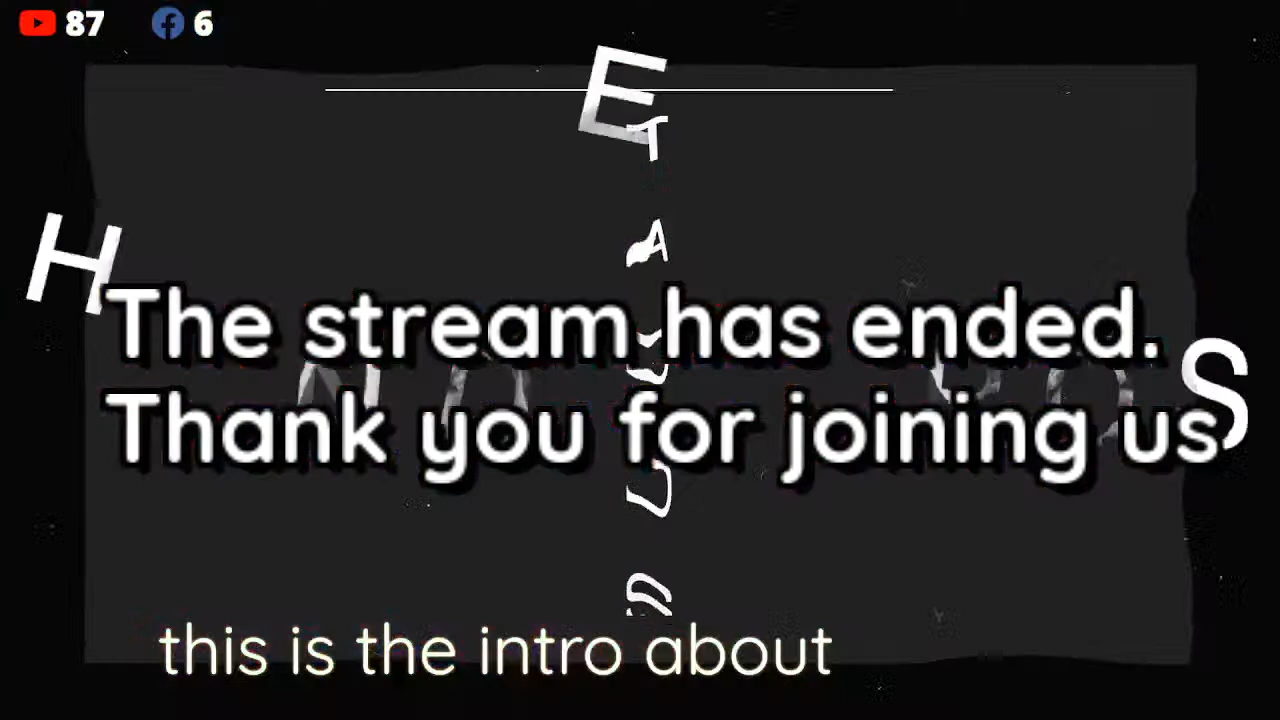 87 6
E
T
A
H
The stream has ended.
S
Thank you for joining us
this is the intro about